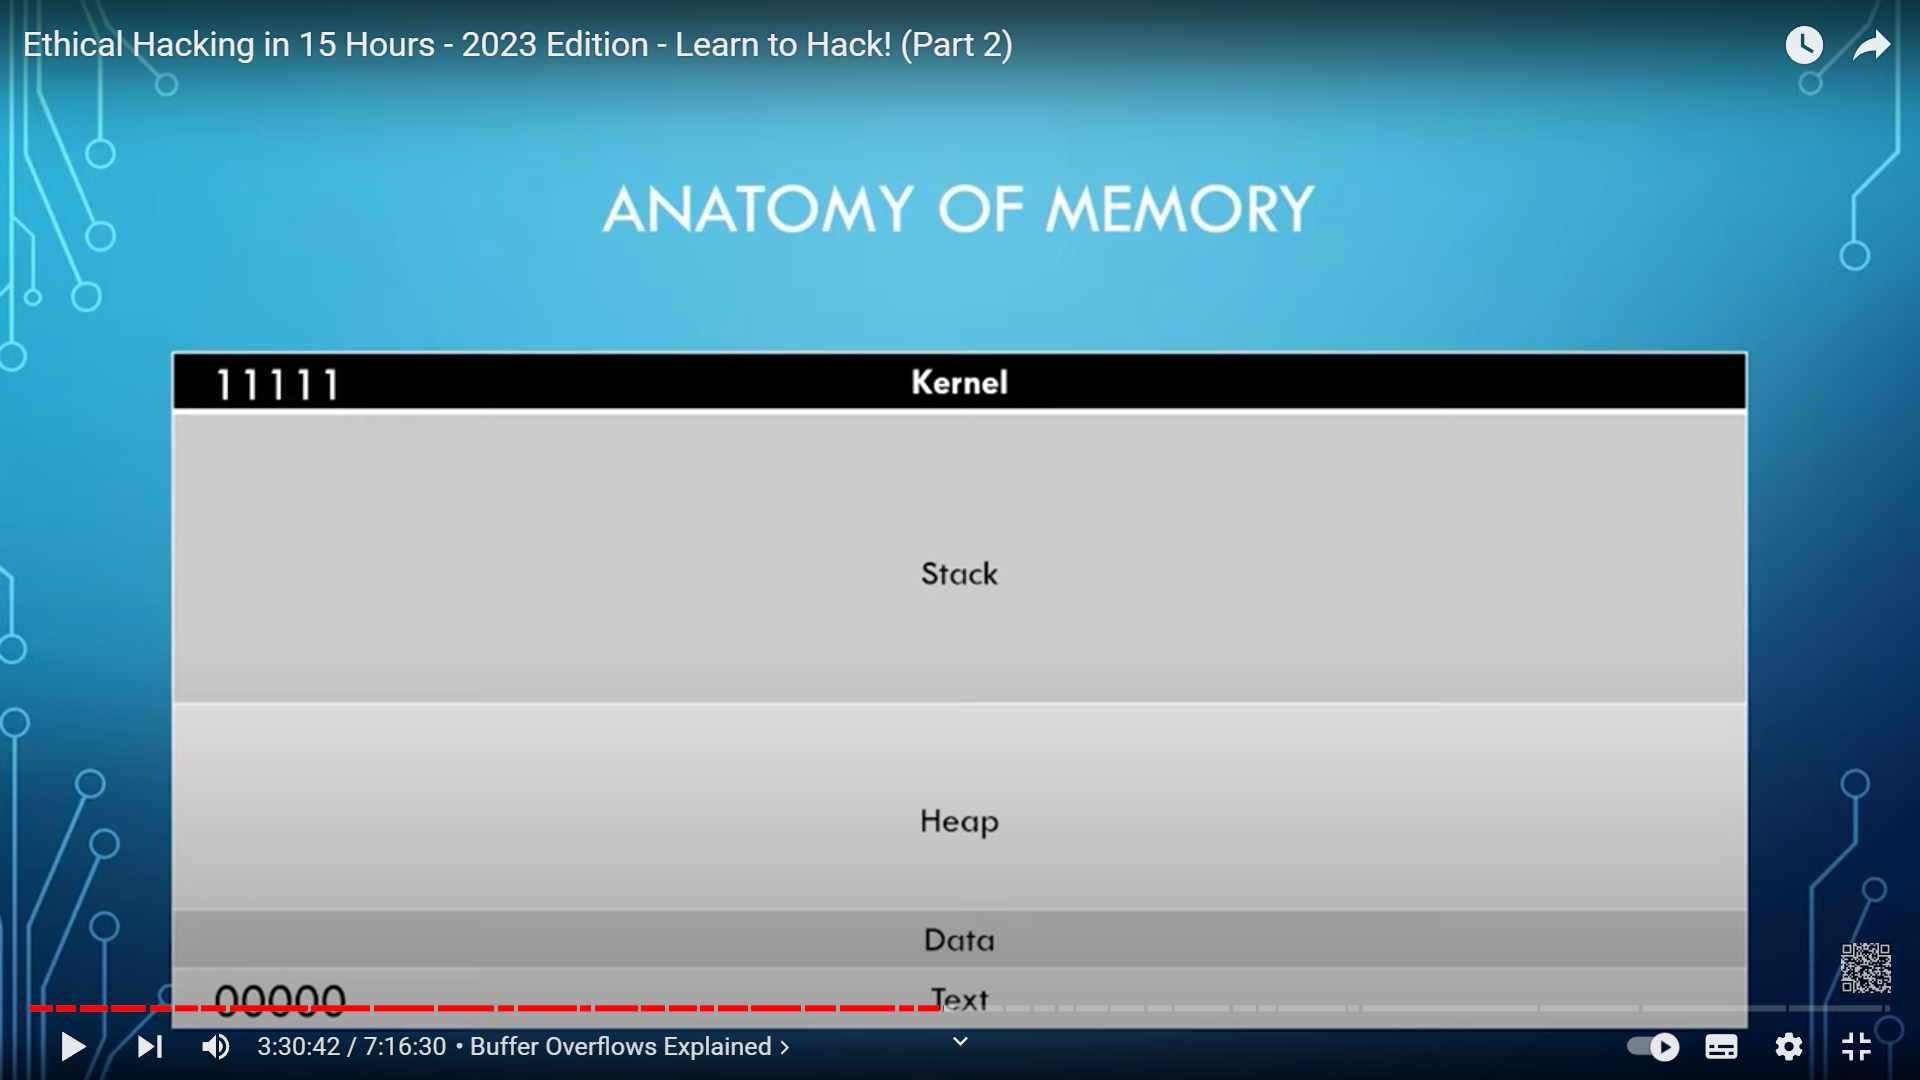 Ethical Hacking in 15 Hours - 2023 Edition - Learn to Hack! (Part 2)
ANATOMY OF MEMORY
11111 Kernel
Stack
Heap
Data
00000 Text
3:30:42 / 7:16:30 • Buffer Overflows Explained